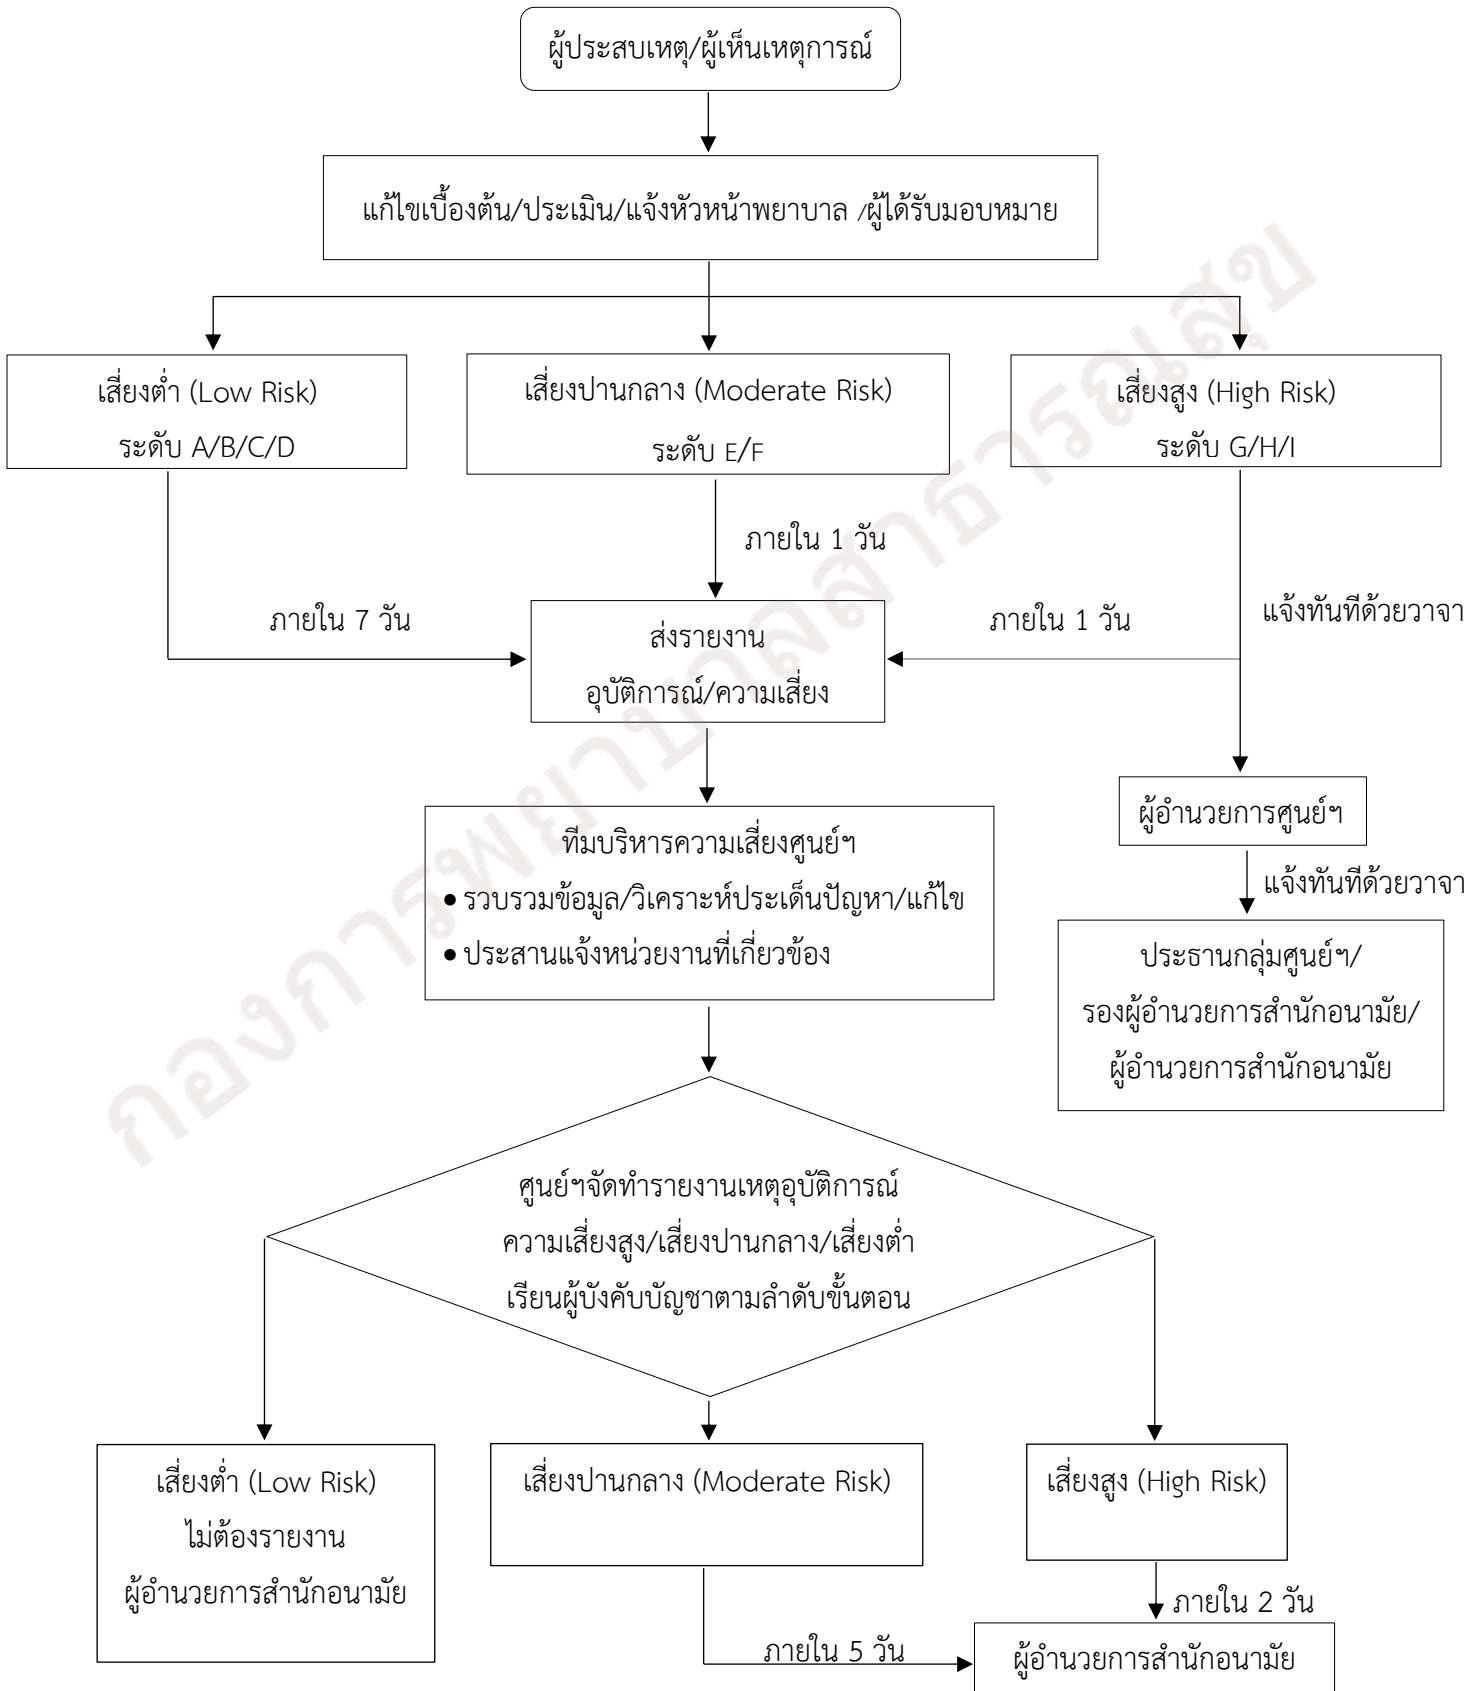 ผู้ประสบเหตุ/ผู้เห็นเหตุการณ์
แก้ไขเบื้องต้น/ประเมิน/แจ้งหัวหน้าพยาบาล /ผู้ได้รับมอบหมาย
เสี่ยงต่ำ (Low Risk)
ระดับ A/B/C/D
เสี่ยงปานกลาง (Moderate Risk)
ระดับ E/F
เสี่ยงสูง (High Risk)
ระดับ G/H/I
ภายใน 1 วัน
ภายใน 7 วัน
ส่งรายงาน
อุบัติการณ์/ความเสี่ยง
ภายใน 1 วัน
แจ้งทันทีด้วยวาจา
ทีมบริหารความเสี่ยงศูนย์ฯ
• รวบรวมข้อมูล/วิเคราะห์ประเด็นปัญหา/แก้ไข
• ประสานแจ้งหน่วยงานที่เกี่ยวข้อง
ผู้อำนวยการศูนย์ฯ
แจ้งทันทีด้วยวาจา
ประธานกลุ่มศูนย์ฯ/
รองผู้อำนวยการสำนักอนามัย/
ผู้อำนวยการสำนักอนามัย
ศูนย์ฯจัดทำรายงานเหตุอุบัติการณ์
ความเสี่ยงสูง/เสี่ยงปานกลาง/เสี่ยงต่ำ
เรียนผู้บังคับบัญชาตามลำดับขั้นตอน
เสี่ยงต่ำ (Low Risk)
ไม่ต้องรายงาน
ผู้อำนวยการสำนักอนามัย
เสี่ยงปานกลาง (Moderate Risk)
เสี่ยงสูง (High Risk)
ภายใน 2 วัน
ภายใน 5 วัน
ผู้อำนวยการสำนักอนามัย
กองการพยาบาลสาธารณสุข